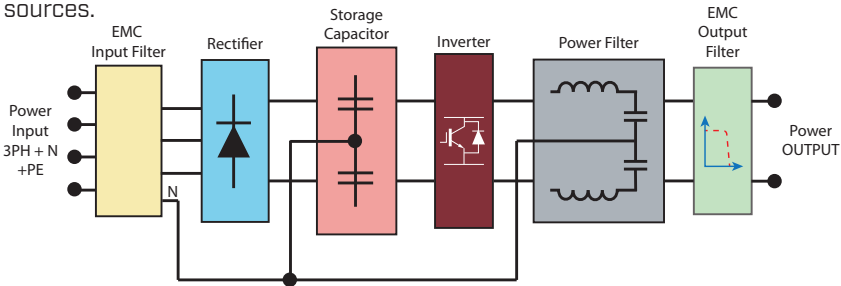 sources.
EMC
Input Filter
Rectifier
Storage
Capacitor
Inverter
Power Filter
EMC
Output
Filter
Power
Input
3PH + N
+PE
N
Power
OUTPUT